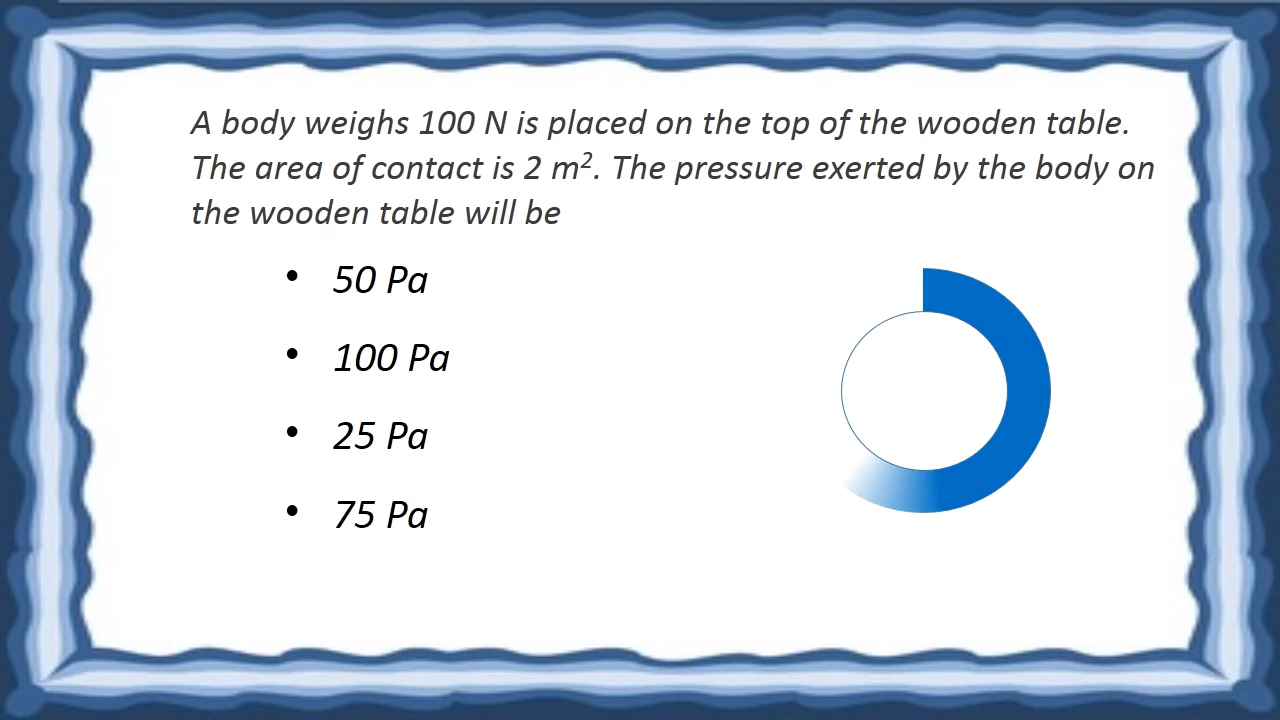 A body weighs 100 N is placed on the top of the wooden table.
The area of contact is 2 m². The pressure exerted by the body on
the wooden table will be
• 50 Pa
• 100 Pa
• 25 Pa
• 75 Pa